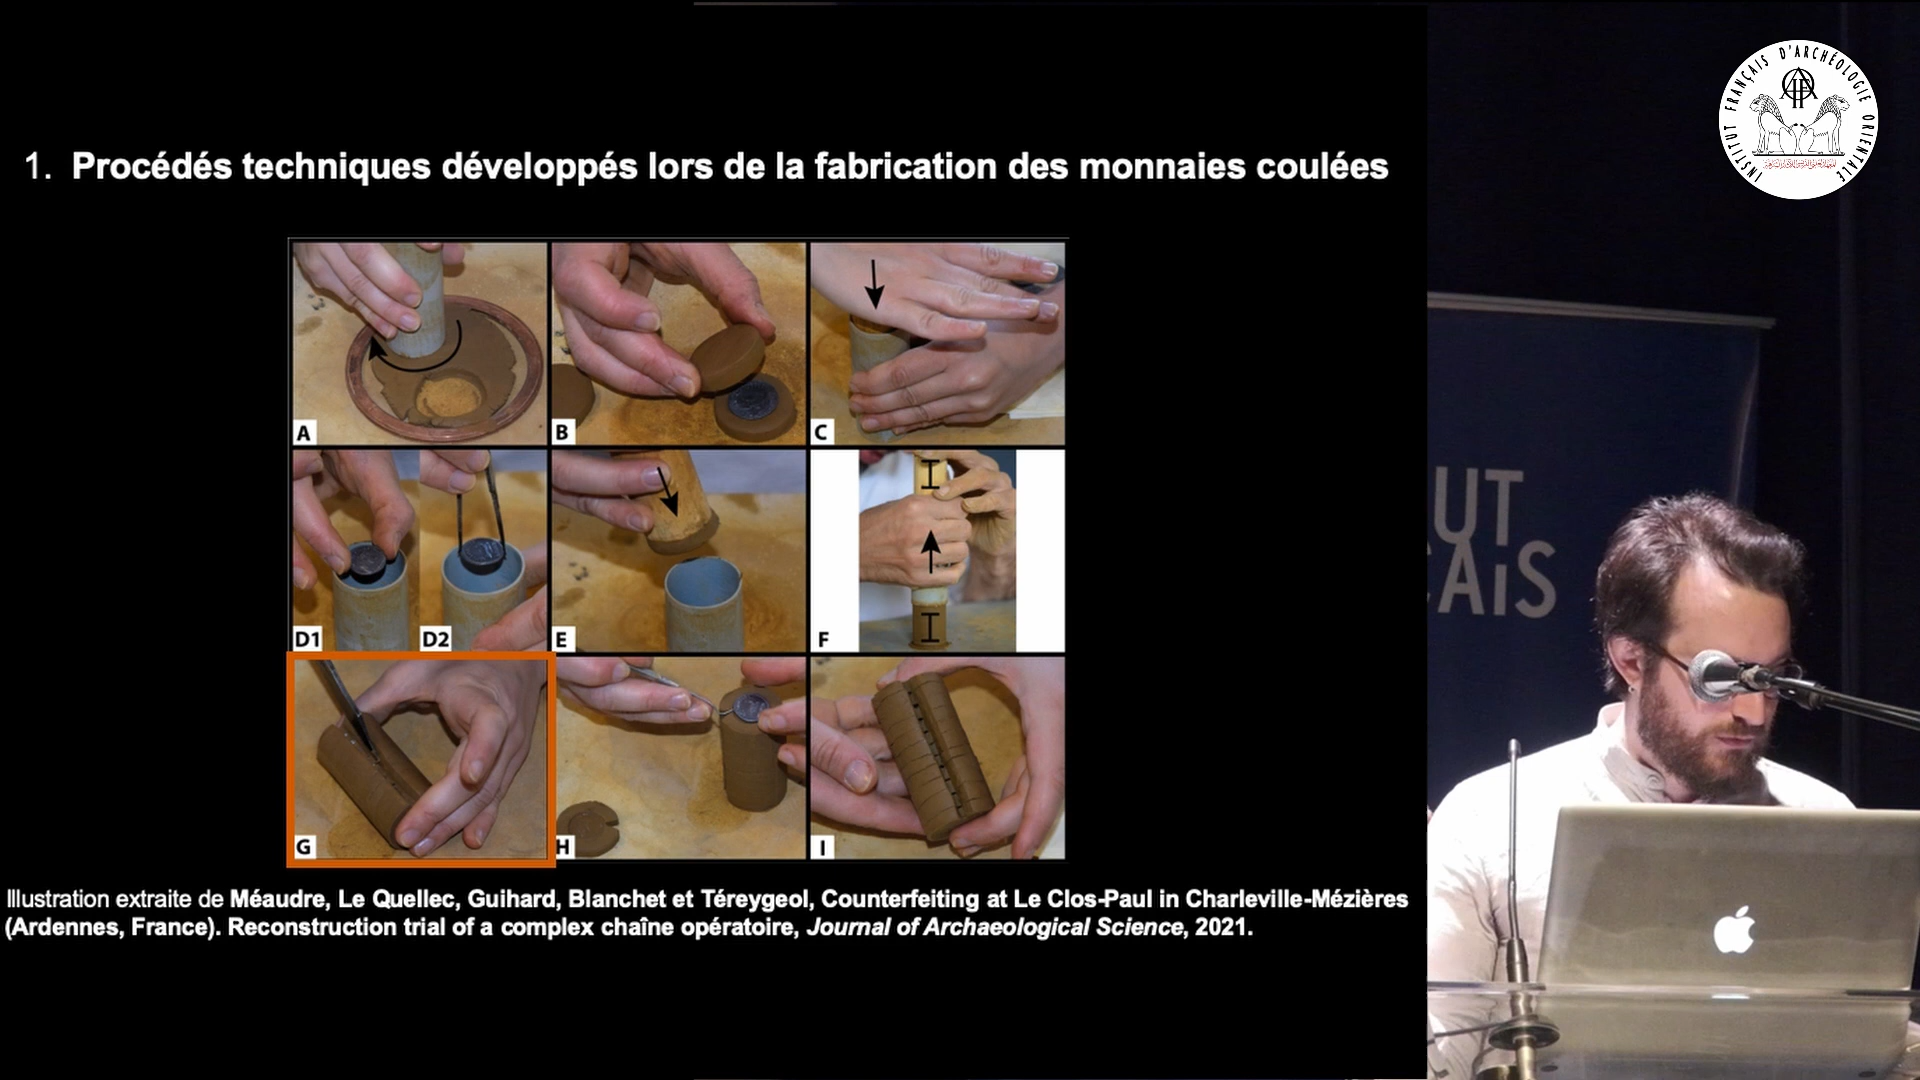 1. Procédés techniques développés lors de la fabrication des monnaies coulées
A
B
C
D1
D2
E
F
G
H
I
Illustration extraite de Méaudre, Le Quellec, Guihard, Blanchet et Téreygeol, Counterfeiting at Le Clos-Paul in Charleville-Mézières
(Ardennes, France). Reconstruction trial of a complex chaîne opératoire, Journal of Archaeological Science, 2021.
INSTITUT FRANÇAIS D'ARCHÉOLOGIE ORIENTALE
UT
ÇAIS